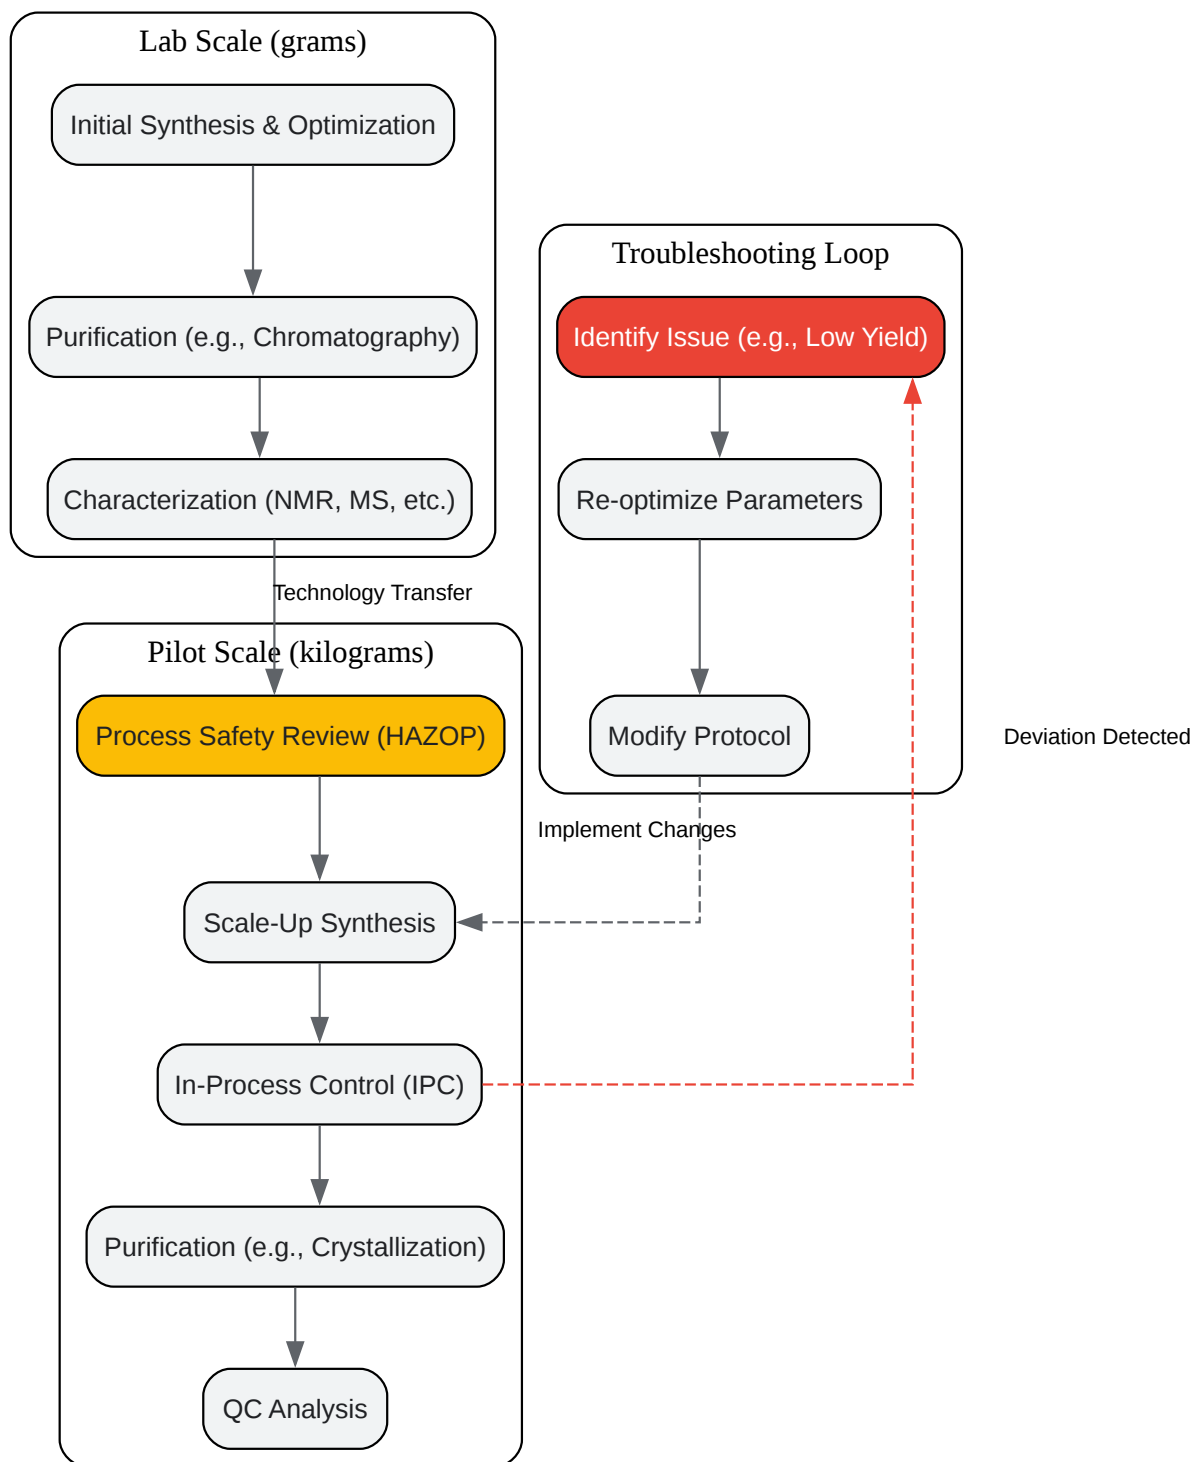 Lab Scale (grams)
Initial Synthesis & Optimization
Purification (e.g., Chromatography)
Characterization (NMR, MS, etc.)
Technology Transfer
Pilot Scale (kilograms)
Process Safety Review (HAZOP)
Scale-Up Synthesis
In-Process Control (IPC)
Purification (e.g., Crystallization)
QC Analysis
Troubleshooting Loop
Identify Issue (e.g., Low Yield)
Re-optimize Parameters
Modify Protocol
Implement Changes
Deviation Detected